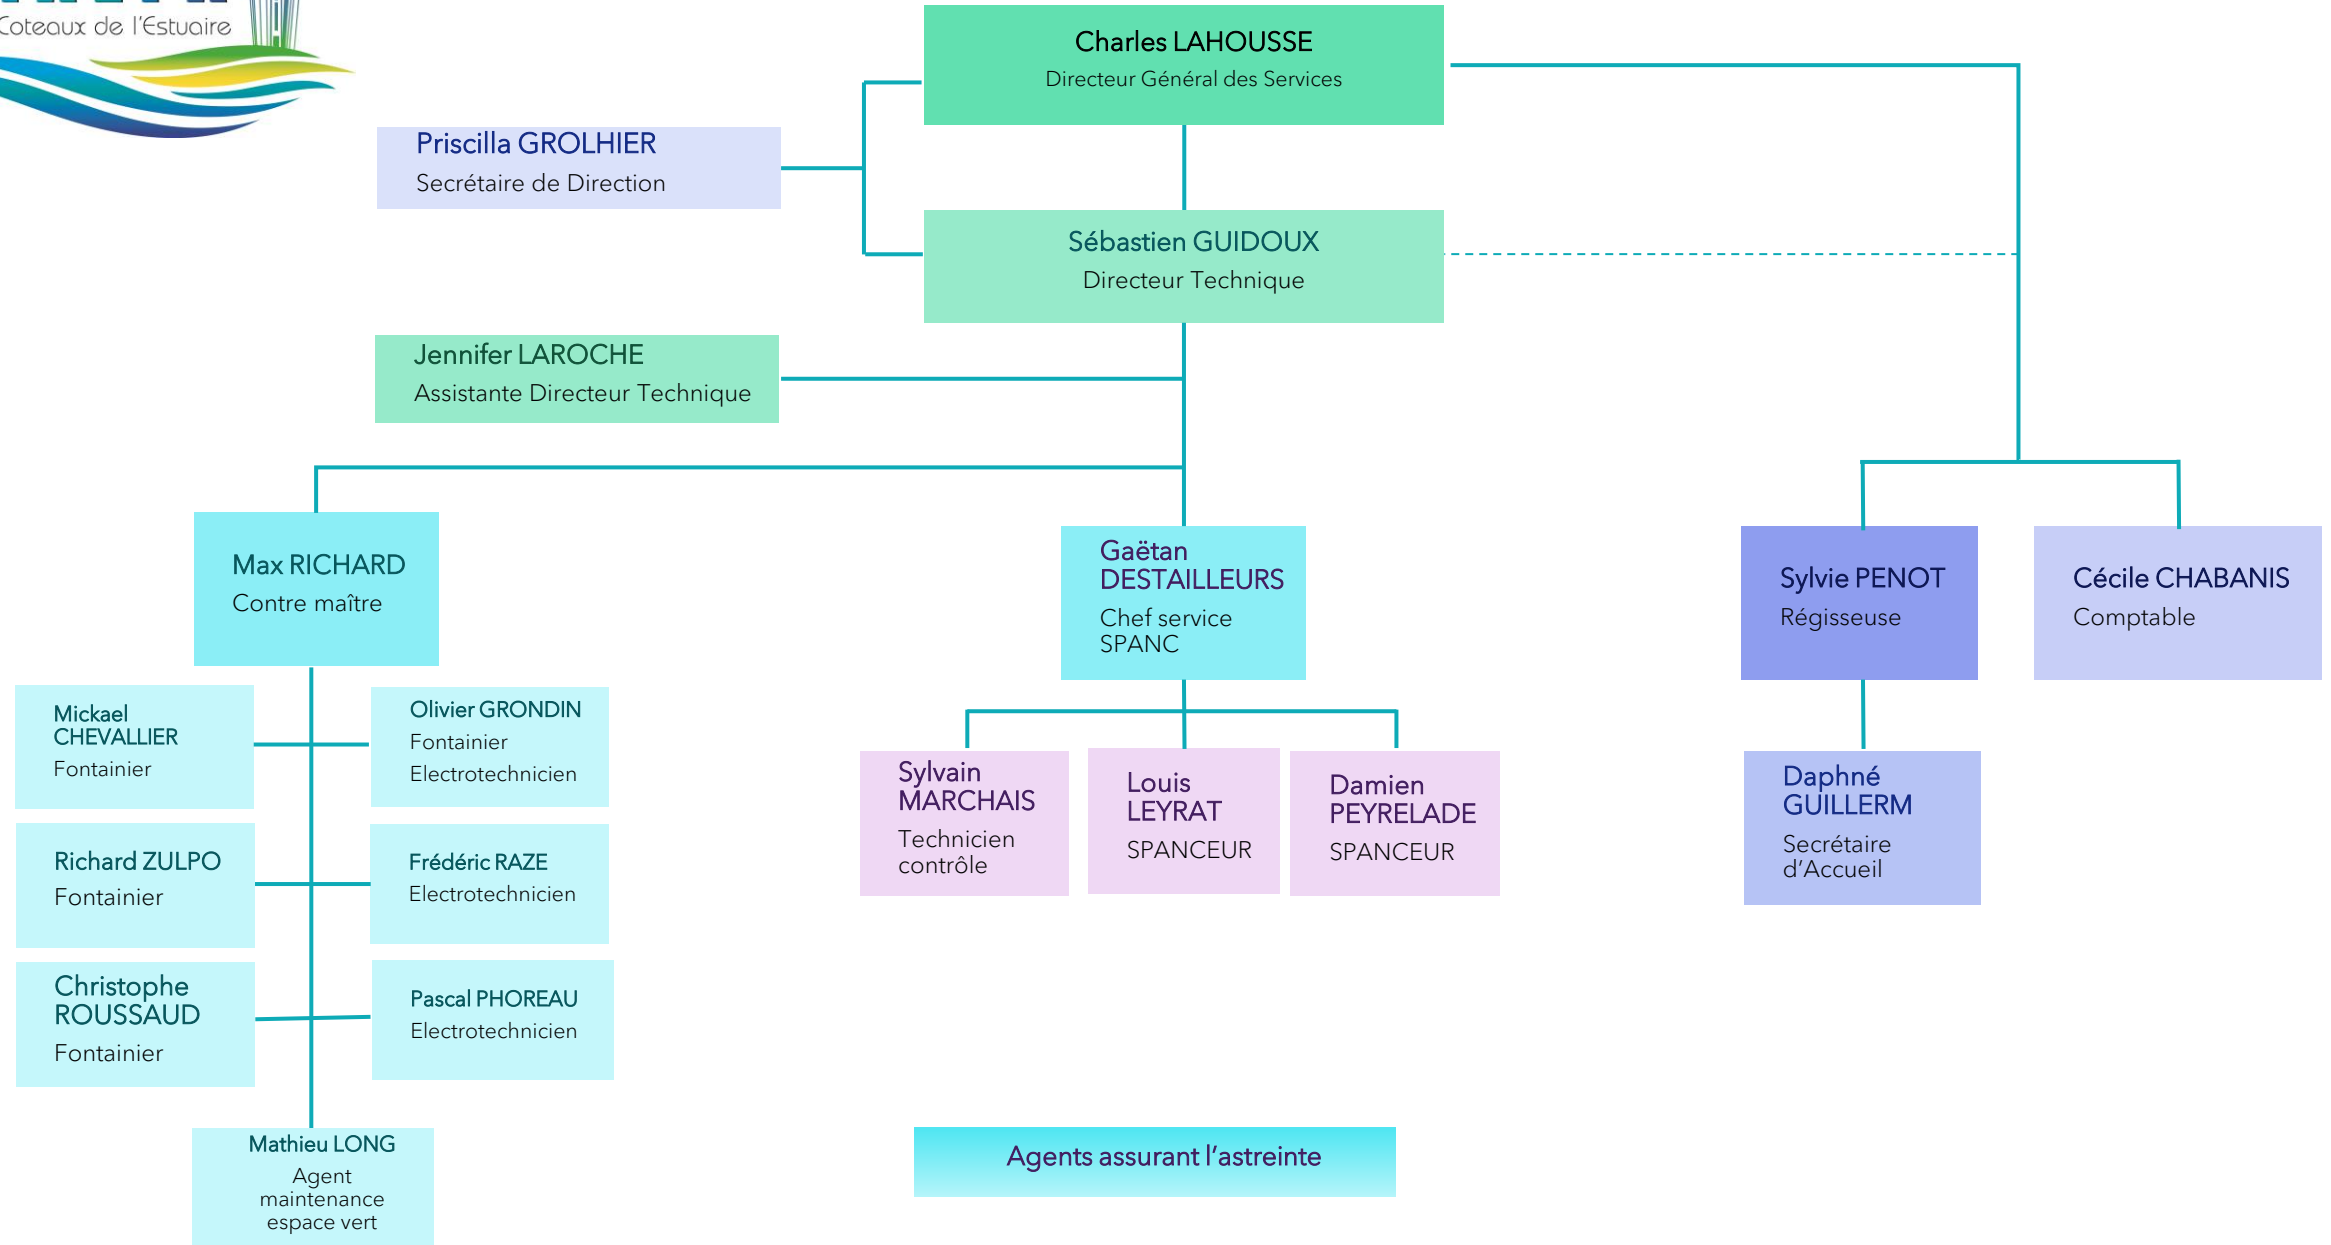 Coteaux de l'Estuaire
Charles LAHOUSSE
Directeur Général des Services
Priscilla GROLHIER
Secrétaire de Direction
Sébastien GUIDOUX
Directeur Technique
Jennifer LAROCHE
Assistante Directeur Technique
Max RICHARD
Contre maître
Gaëtan
DESTAILLEURS
Chef service
SPANC
Sylvie PENOT
Régisseuse
Cécile CHABANIS
Comptable
Mickael
CHEVALLIER
Fontainier
Olivier GRONDIN
Fontainier
Electrotechnicien
Richard ZULPO
Fontainier
Frédéric RAZE
Electrotechnicien
Christophe
ROUSSAUD
Fontainier
Pascal PHOREAU
Electrotechnicien
Mathieu LONG
Agent
maintenance
espace vert
Sylvain
MARCHAIS
Technicien
contrôle
Louis
LEYRAT
SPANCEUR
Damien
PEYRELADE
SPANCEUR
Daphné
GUILLERM
Secrétaire
d’Accueil
Agents assurant l’astreinte